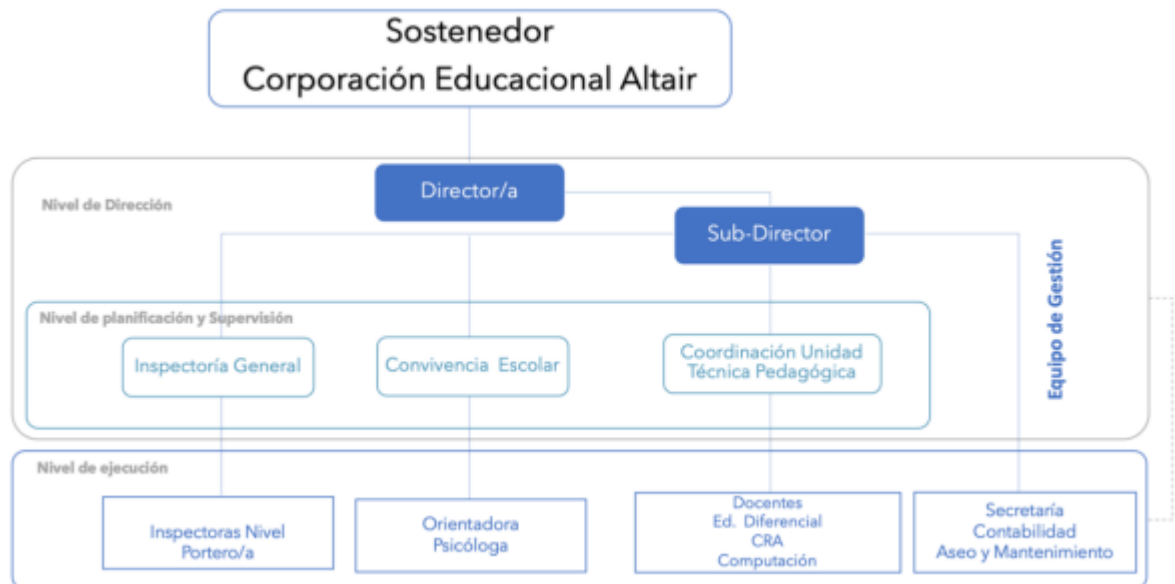 Sostenedor
Corporación Educacional Altair
Director/a
Nivel de Dirección
Sub-Director
Equipo de Gestión
Nivel de planificación y Supervisión
Inspectoría General
Convivencia Escolar
Coordinación Unidad
Técnica Pedagógica
Nivel de ejecución
Inspectoras Nivel
Portero/a
Orientadora
Psicóloga
Docentes
Ed. Diferencial
CRA
Computación
Secretaría
Contabilidad
Aseo y Mantenimiento